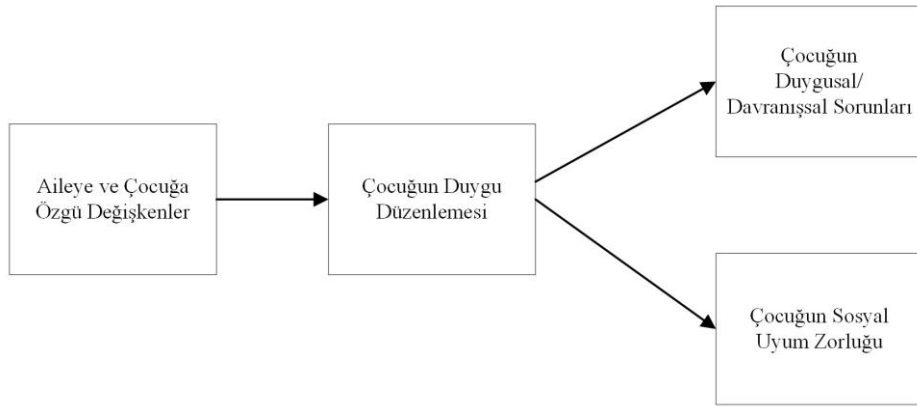 Aileye ve Çocuğa
Özgü Değişkenler
Çocuğun Duygu
Düzenlemesi
Çocuğun
Duygusal/
Davranışsal Sorunları
Çocuğun Sosyal
Uyum Zorluğu